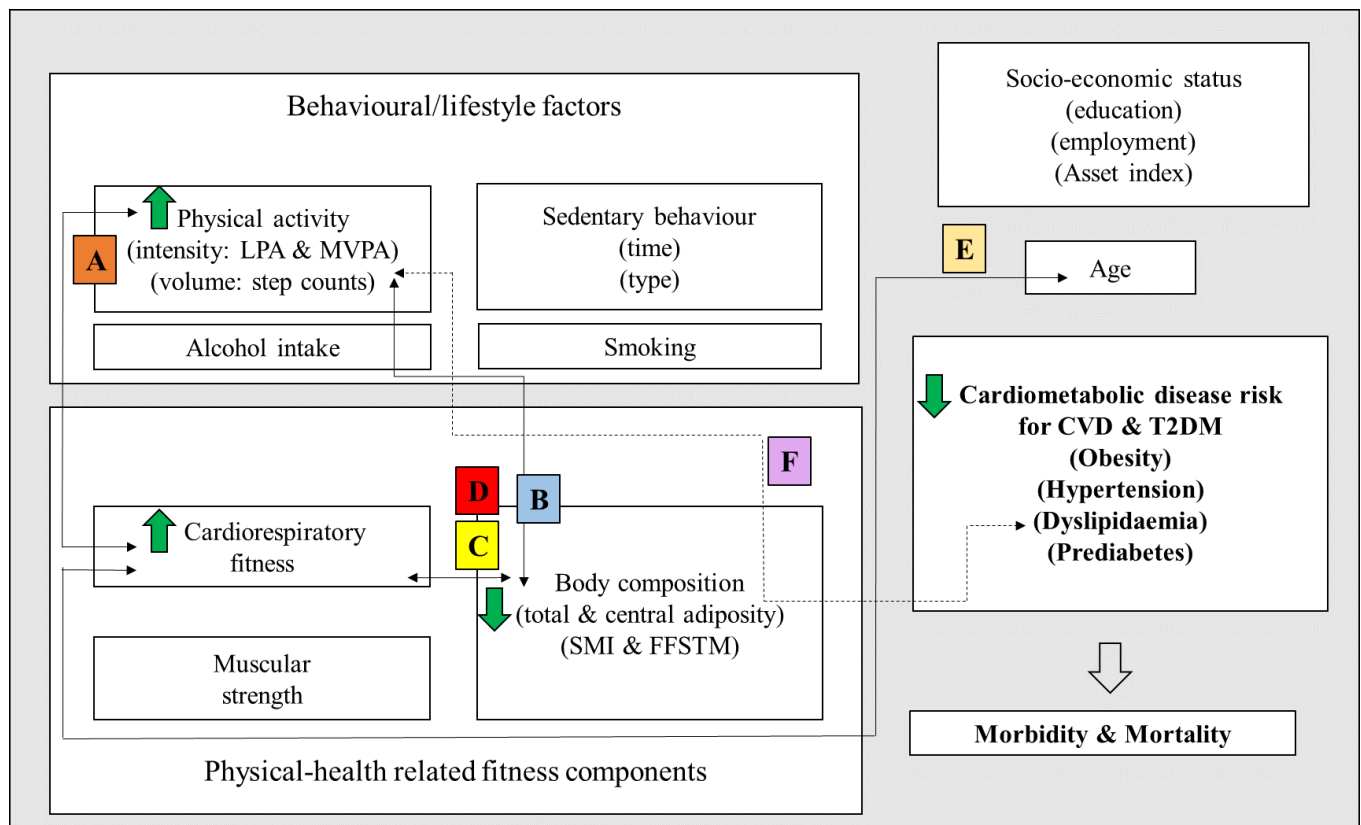 Behavioural/lifestyle factors
Physical activity
(intensity: LPA & MVPA)
(volume: step counts)
A
Sedentary behaviour
(time)
(type)
Alcohol intake
Smoking
Socio-economic status
(education)
(employment)
(Asset index)
E
Age
Cardiometabolic disease risk
for CVD & T2DM
(Obesity)
(Hypertension)
(Dyslipidaemia)
(Prediabetes)
Morbidity & Mortality
F
D
B
C
Cardiorespiratory
fitness
Body composition
(total & central adiposity)
(SMI & FFSTM)
Muscular
strength
Physical-health related fitness components